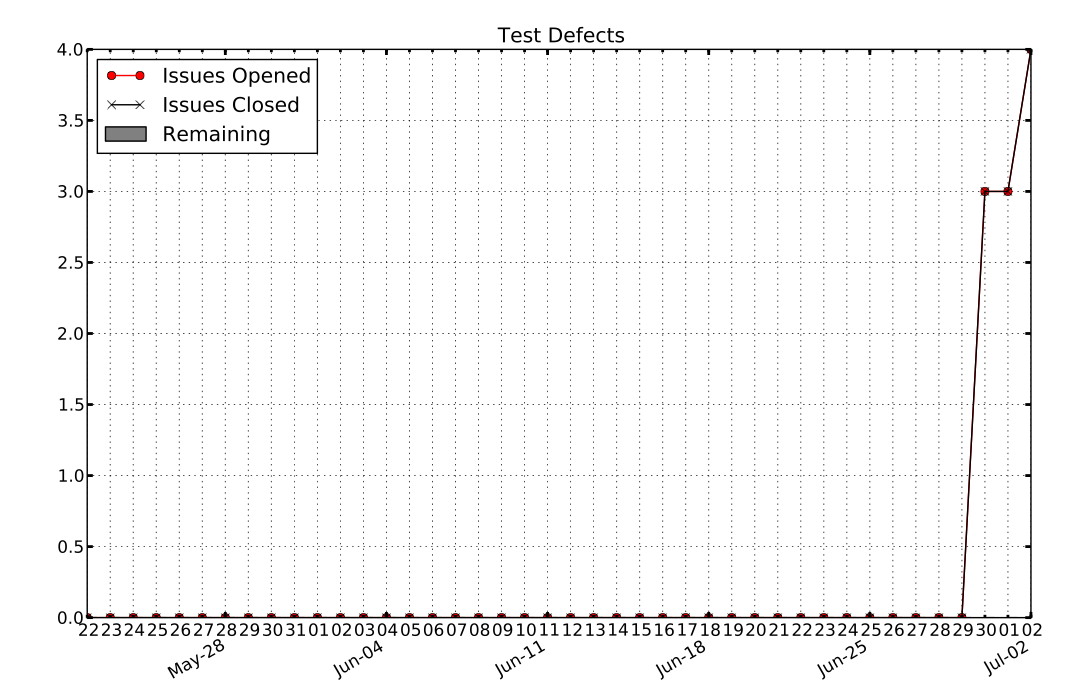 Test Defects
4.0
3.5
3.0
2.5
2.0
1.5
1.0
0.5
0.0
Issues Opened
Issues Closed
Remaining
22 23 24 25 26 27 28 29 30 31 01 02 03 04 05 06 07 08 09 10 11 12 13 14 15 16 17 18 19 20 21 22 23 24 25 26 27 28 29 30 01 02
May-28 Jun-04 Jun-11 Jun-18 Jun-25 Jul-02